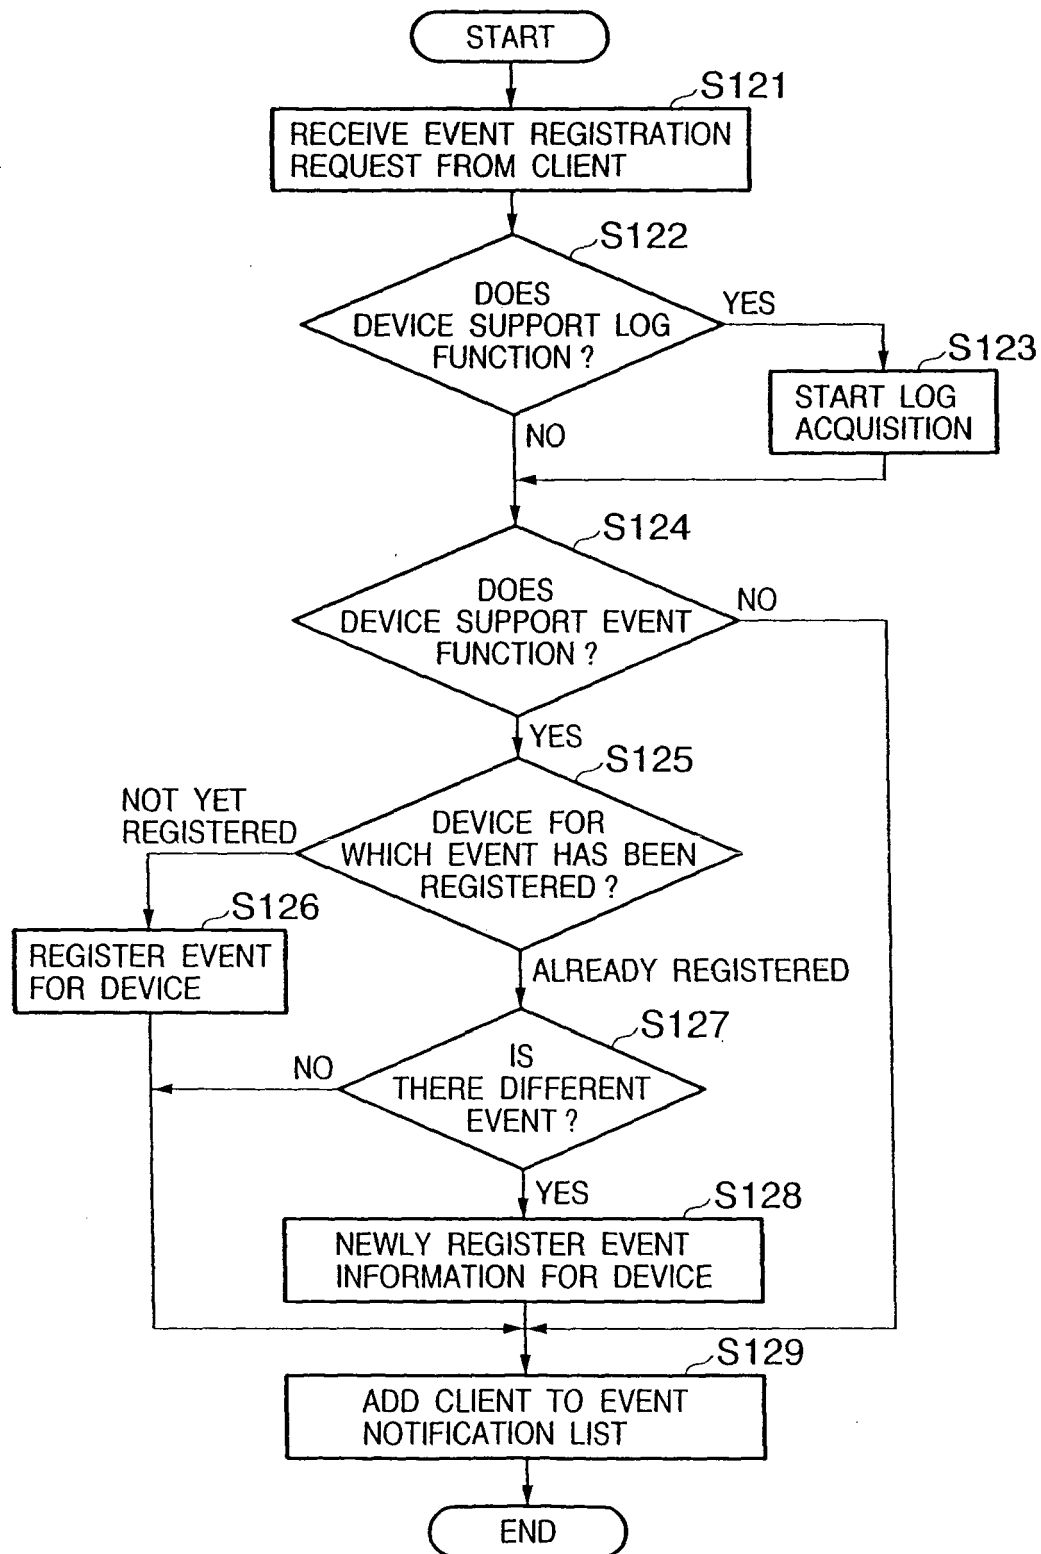 START
S121
RECEIVE EVENT REGISTRATION
REQUEST FROM CLIENT
S122
DOES
DEVICE SUPPORT LOG
FUNCTION ?
YES
S123
START LOG
ACQUISITION
NO
S124
DOES
DEVICE SUPPORT EVENT
FUNCTION ?
NO
YES
S125
NOT YET
REGISTERED
DEVICE FOR
WHICH EVENT HAS BEEN
REGISTERED ?
S126
REGISTER EVENT
FOR DEVICE
ALREADY REGISTERED
S127
NO
IS
THERE DIFFERENT
EVENT ?
YES
S128
NEWLY REGISTER EVENT
INFORMATION FOR DEVICE
S129
ADD CLIENT TO EVENT
NOTIFICATION LIST
END